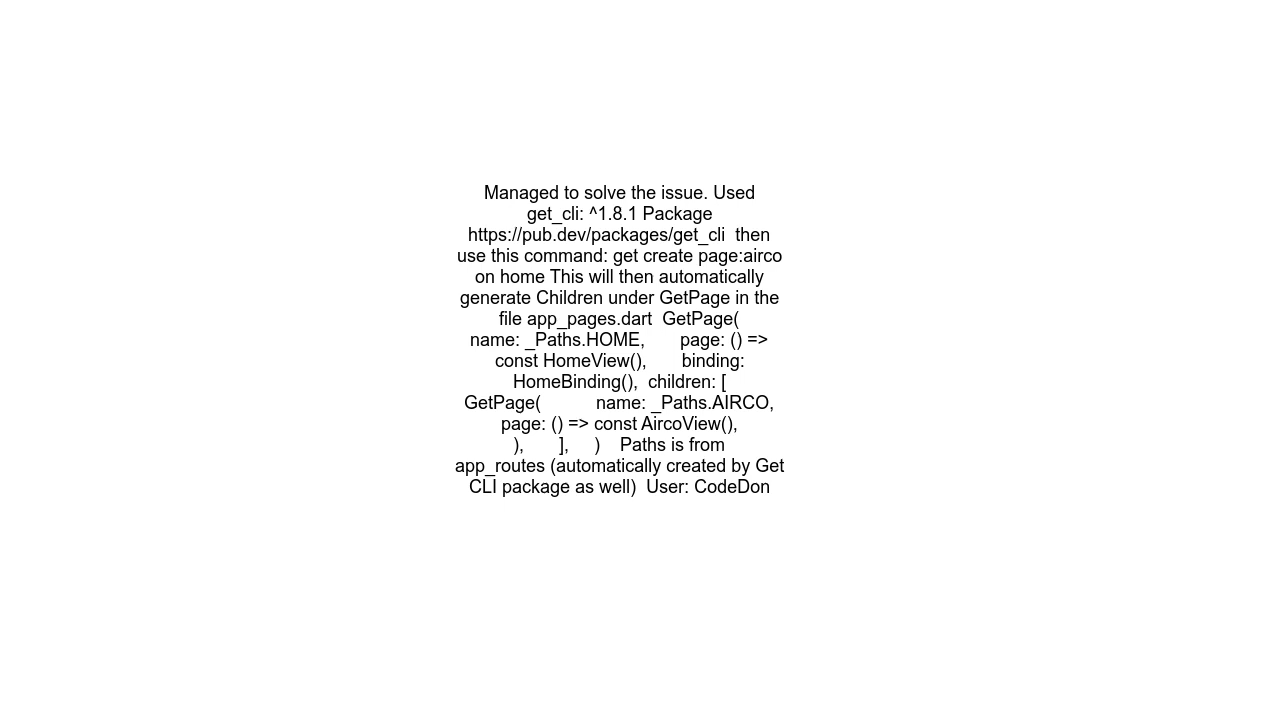 Managed to solve the issue. Used
get_cli: ^1.8.1 Package
https://pub.dev/packages/get_cli  then
use this command: get create page:airco
on home This will then automatically
generate Children under GetPage in the
file app_pages.dart  GetPage(
name: _Paths.HOME,       page: () =>
const HomeView(),       binding:
HomeBinding(),  children: [
GetPage(           name: _Paths.AIRCO,
page: () => const AircoView(),
),       ],     )    Paths is from
app_routes (automatically created by Get
CLI package as well)  User: CodeDon